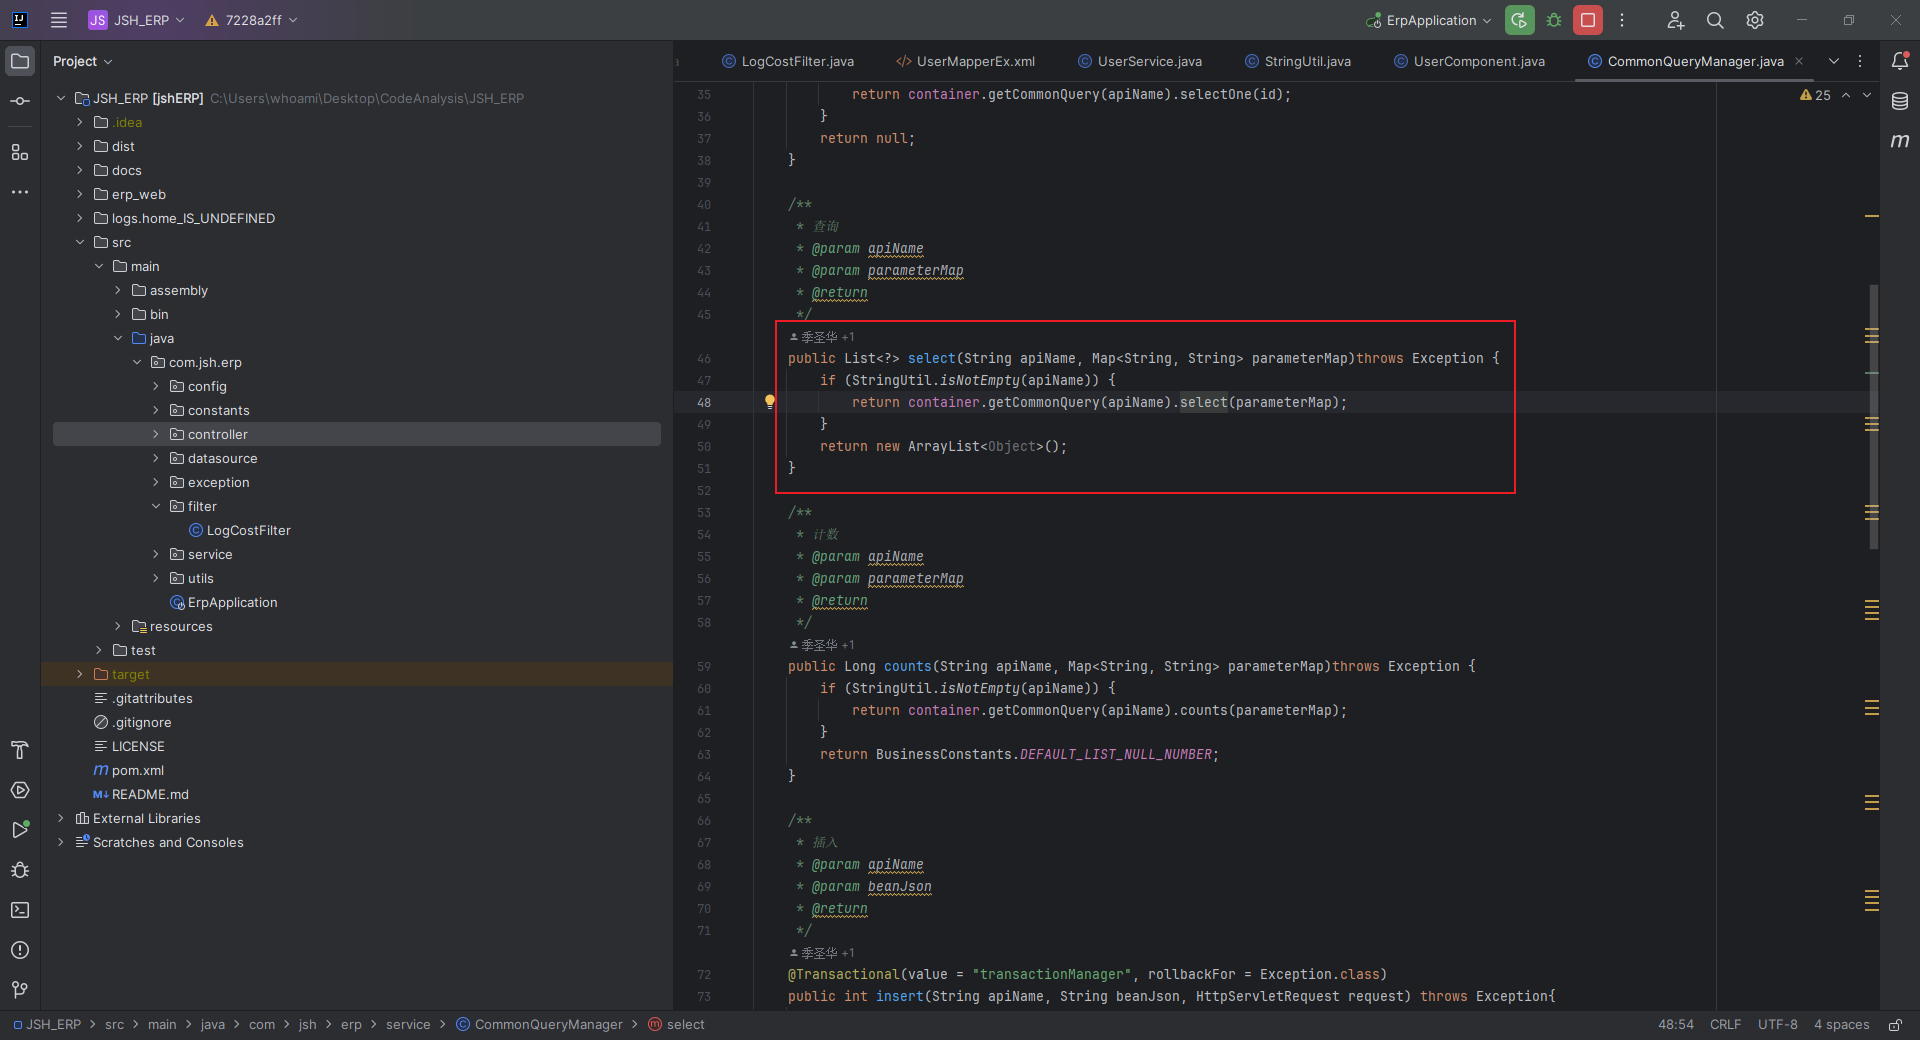 JS JSH_ERP 7228a2ff ErpApplication
Project
LogCostFilter.java UserMapperEx.xml UserService.java StringUtil.java UserComponent.java CommonQueryManager.java
JSH_ERP [jshERP] C:\Users\whoami\Desktop\CodeAnalysis\JSH_ERP
.idea
dist
docs
erp_web
logs.home_IS_UNDEFINED
src
main
assembly
bin
java
com.jsh.erp
config
constants
controller
datasource
exception
filter
LogCostFilter
service
utils
ErpApplication
resources
test
target
.gitattributes
.gitignore
LICENSE
pom.xml
README.md
External Libraries
Scratches and Consoles
25
35 return container.getCommonQuery(apiName).selectOne(id);
36 }
37 return null;
38 }
39
40 /**
41 * 查询
42 * @param apiName
43 * @param parameterMap
44 * @return
45 */
季圣华 +1
46 public List<?> select(String apiName, Map<String, String> parameterMap)throws Exception {
47 if (StringUtil.isNotEmpty(apiName)) {
48 return container.getCommonQuery(apiName).select(parameterMap);
49 }
50 return new ArrayList<Object>();
51 }
52
53 /**
54 * 计数
55 * @param apiName
56 * @param parameterMap
57 * @return
58 */
季圣华 +1
59 public Long counts(String apiName, Map<String, String> parameterMap)throws Exception {
60 if (StringUtil.isNotEmpty(apiName)) {
61 return container.getCommonQuery(apiName).counts(parameterMap);
62 }
63 return BusinessConstants.DEFAULT_LIST_NULL_NUMBER;
64 }
65
66 /**
67 * 插入
68 * @param apiName
69 * @param beanJson
70 * @return
71 */
季圣华 +1
72 @Transactional(value = "transactionManager", rollbackFor = Exception.class)
73 public int insert(String apiName, String beanJson, HttpServletRequest request) throws Exception{
JSH_ERP > src > main > java > com > jsh > erp > service > CommonQueryManager > select 48:54 CRLF UTF-8 4 spaces